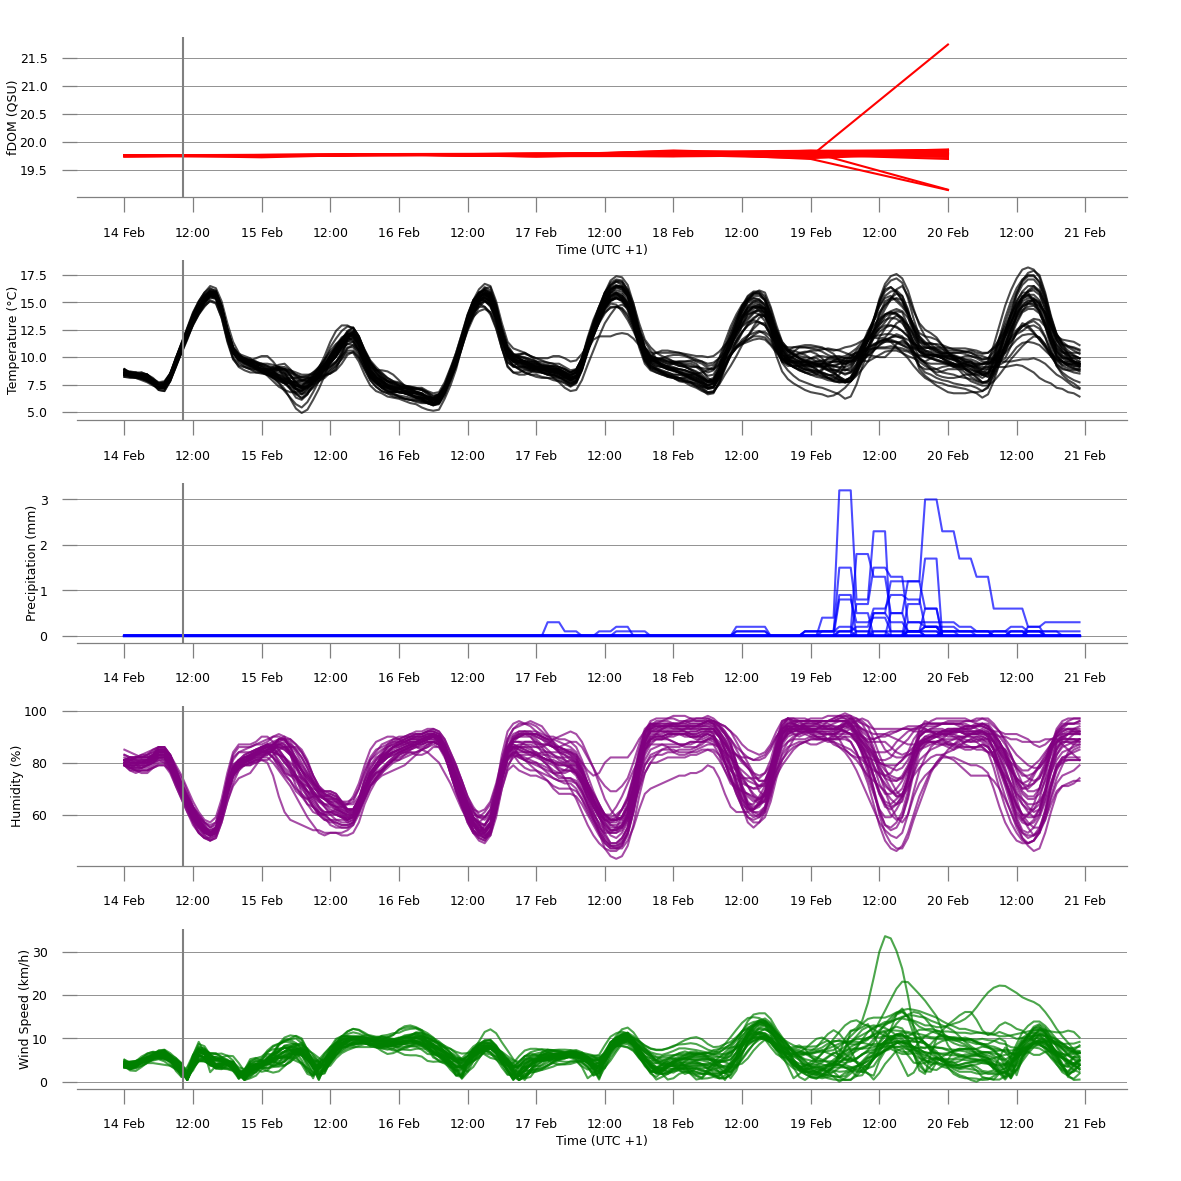 21.5
21.0
20.5
20.0
19.5
fDOM (QSU)
14 Feb 12:00 15 Feb 12:00 16 Feb 12:00 17 Feb 12:00 18 Feb 12:00 19 Feb 12:00 20 Feb 12:00 21 Feb
Time (UTC +1)
17.5
15.0
12.5
10.0
7.5
5.0
Temperature (°C)
14 Feb 12:00 15 Feb 12:00 16 Feb 12:00 17 Feb 12:00 18 Feb 12:00 19 Feb 12:00 20 Feb 12:00 21 Feb
3
2
1
0
Precipitation (mm)
14 Feb 12:00 15 Feb 12:00 16 Feb 12:00 17 Feb 12:00 18 Feb 12:00 19 Feb 12:00 20 Feb 12:00 21 Feb
100
80
60
Humidity (%)
14 Feb 12:00 15 Feb 12:00 16 Feb 12:00 17 Feb 12:00 18 Feb 12:00 19 Feb 12:00 20 Feb 12:00 21 Feb
30
20
10
0
Wind Speed (km/h)
14 Feb 12:00 15 Feb 12:00 16 Feb 12:00 17 Feb 12:00 18 Feb 12:00 19 Feb 12:00 20 Feb 12:00 21 Feb
Time (UTC +1)